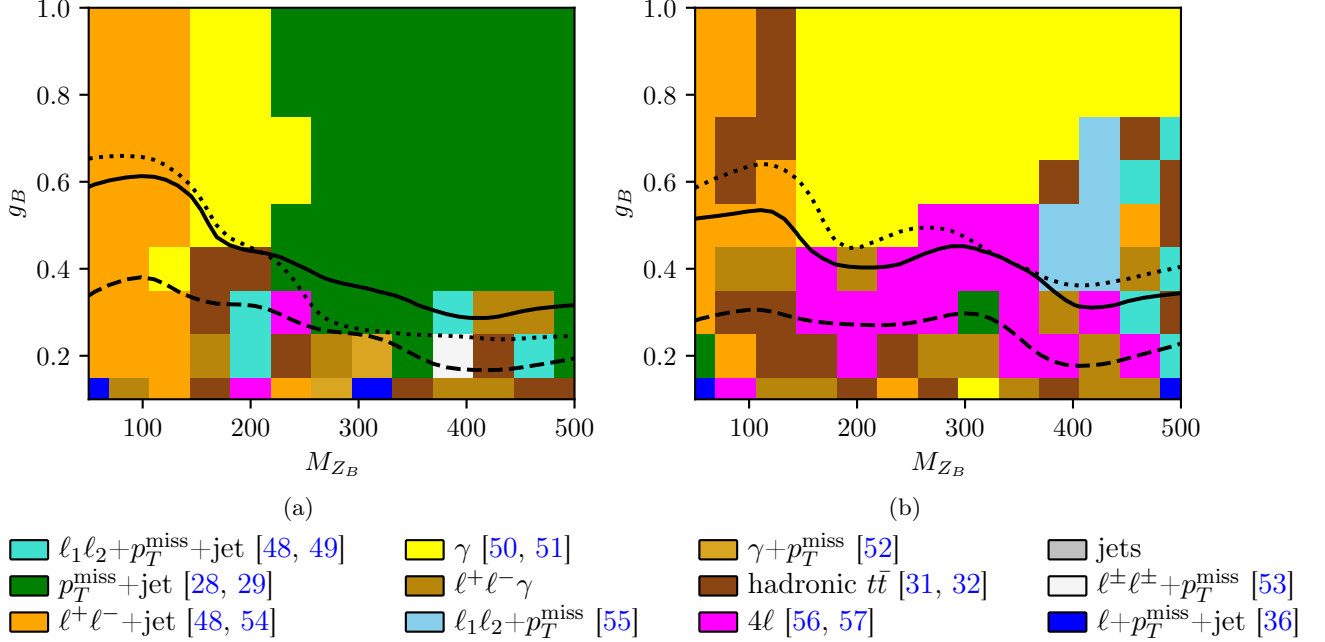 1.0
0.8
0.6
0.4
0.2
g_B
100 200 300 400 500
M_{Z_B}
(a)
1.0
0.8
0.6
0.4
0.2
g_B
100 200 300 400 500
M_{Z_B}
(b)
ℓ₁ℓ₂+p_T^miss+jet [48, 49]
p_T^miss+jet [28, 29]
ℓ⁺ℓ⁻+jet [48, 54]
γ [50, 51]
ℓ⁺ℓ⁻γ
ℓ₁ℓ₂+p_T^miss [55]
γ+p_T^miss [52]
hadronic tt̄ [31, 32]
4ℓ [56, 57]
jets
ℓ^±ℓ^±+p_T^miss [53]
ℓ+p_T^miss+jet [36]